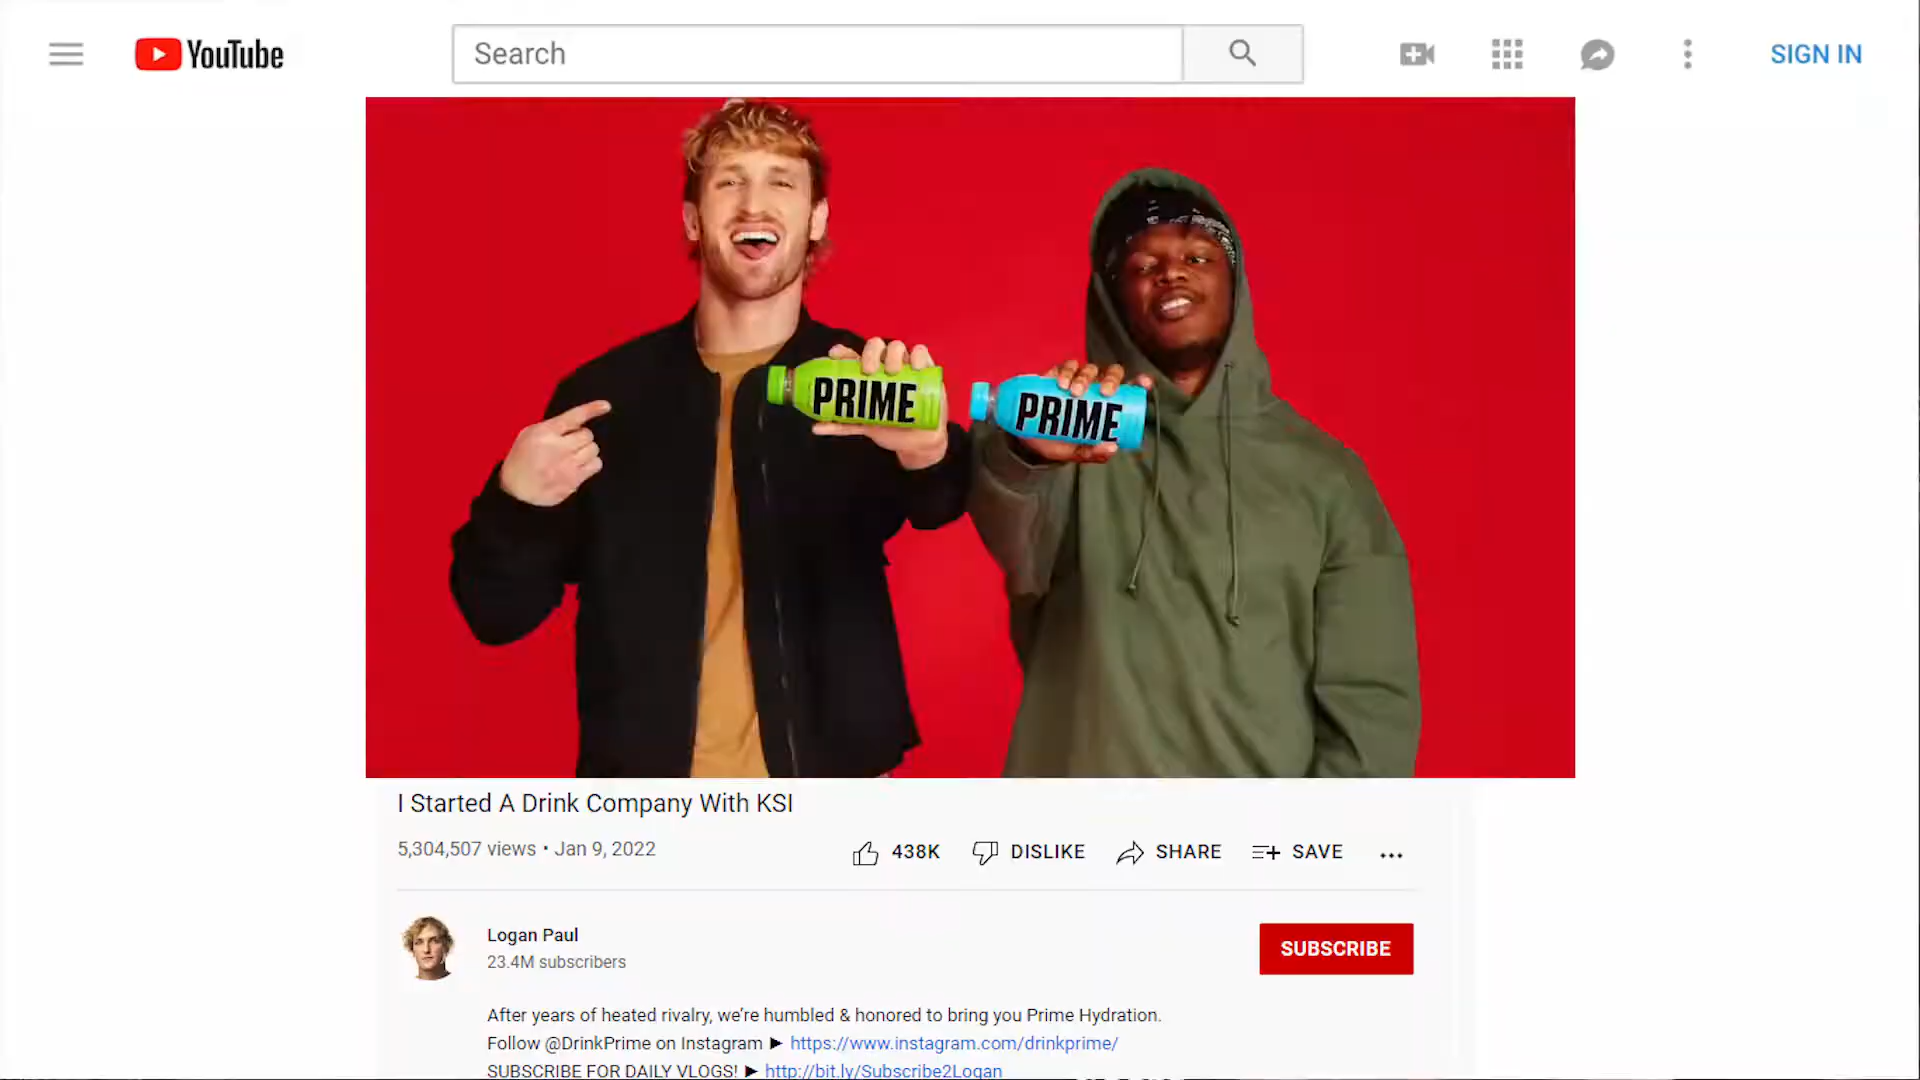 YouTube
Search
SIGN IN
PRIME
PRIME
I Started A Drink Company With KSI
5,304,507 views • Jan 9, 2022
438K
DISLIKE
SHARE
SAVE
Logan Paul
23.4M subscribers
SUBSCRIBE
After years of heated rivalry, we’re humbled & honored to bring you Prime Hydration.
Follow @DrinkPrime on Instagram ► https://www.instagram.com/drinkprime/
SUBSCRIBE FOR DAILY VLOGS! ► http://bit.ly/Subscribe2Logan